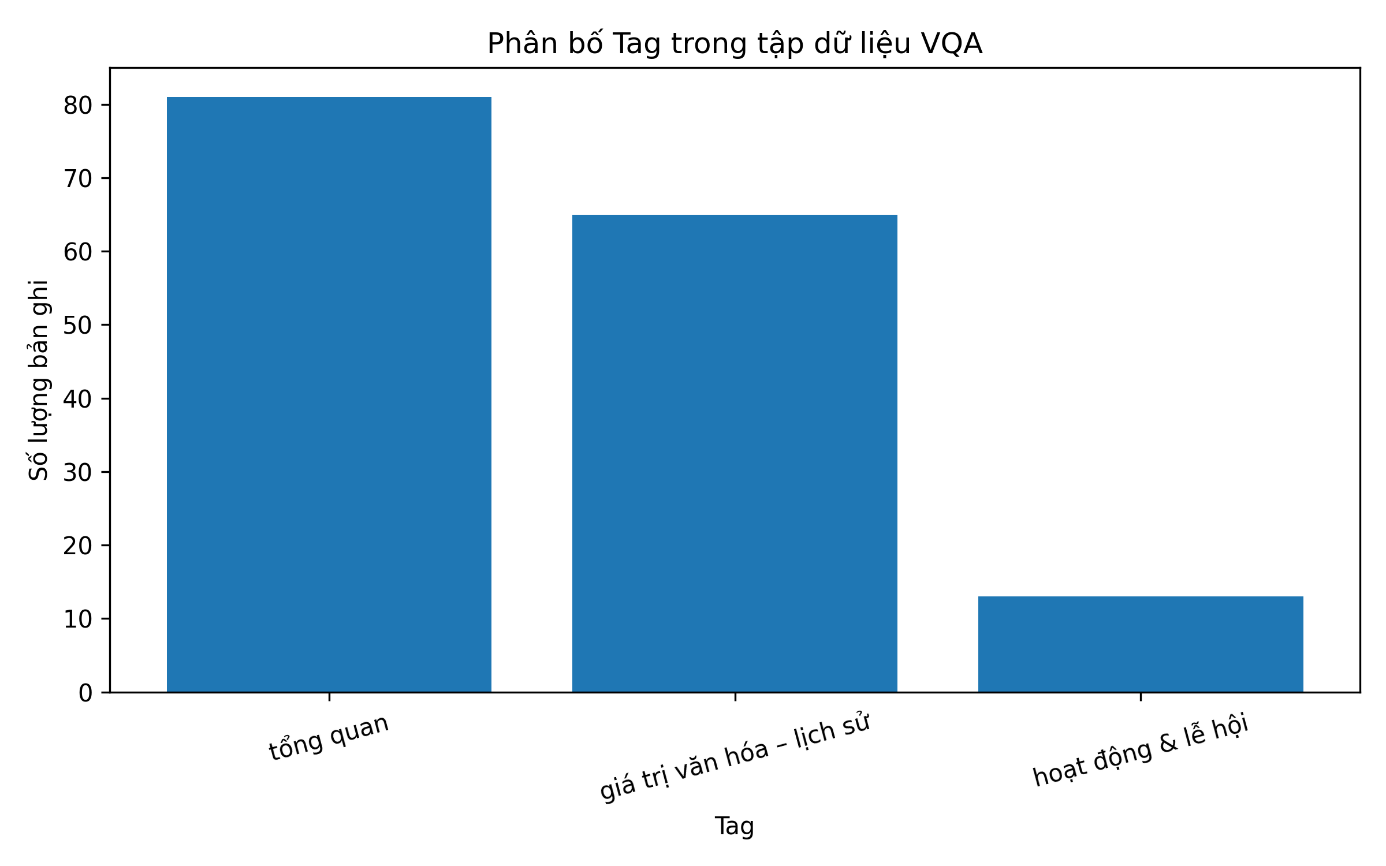 Phân bố Tag trong tập dữ liệu VQA
Số lượng bản ghi
80
70
60
50
40
30
20
10
0
tổng quan
giá trị văn hóa – lịch sử
hoạt động & lễ hội
Tag